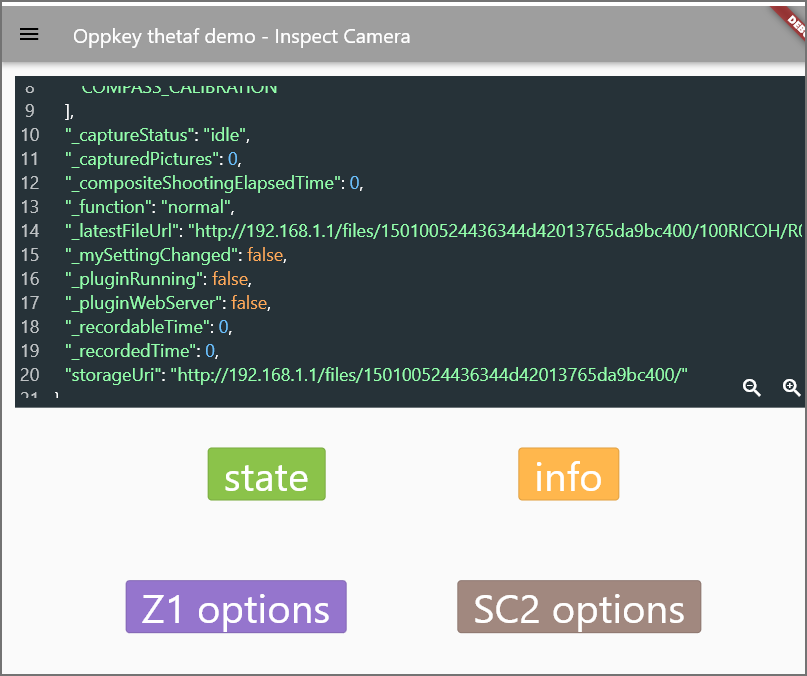 Oppkey thetaf demo - Inspect Camera
8 COMPASS_CALIBRATION
9 ],
10 "_captureStatus": "idle",
11 "_capturedPictures": 0,
12 "_compositeShootingElapsedTime": 0,
13 "_function": "normal",
14 "_latestFileUrl": "http://192.168.1.1/files/150100524436344d42013765da9bc400/100RICOH/R0
15 "_mySettingChanged": false,
16 "_pluginRunning": false,
17 "_pluginWebServer": false,
18 "_recordableTime": 0,
19 "_recordedTime": 0,
20 "storageUri": "http://192.168.1.1/files/150100524436344d42013765da9bc400/"
21
state info
Z1 options SC2 options